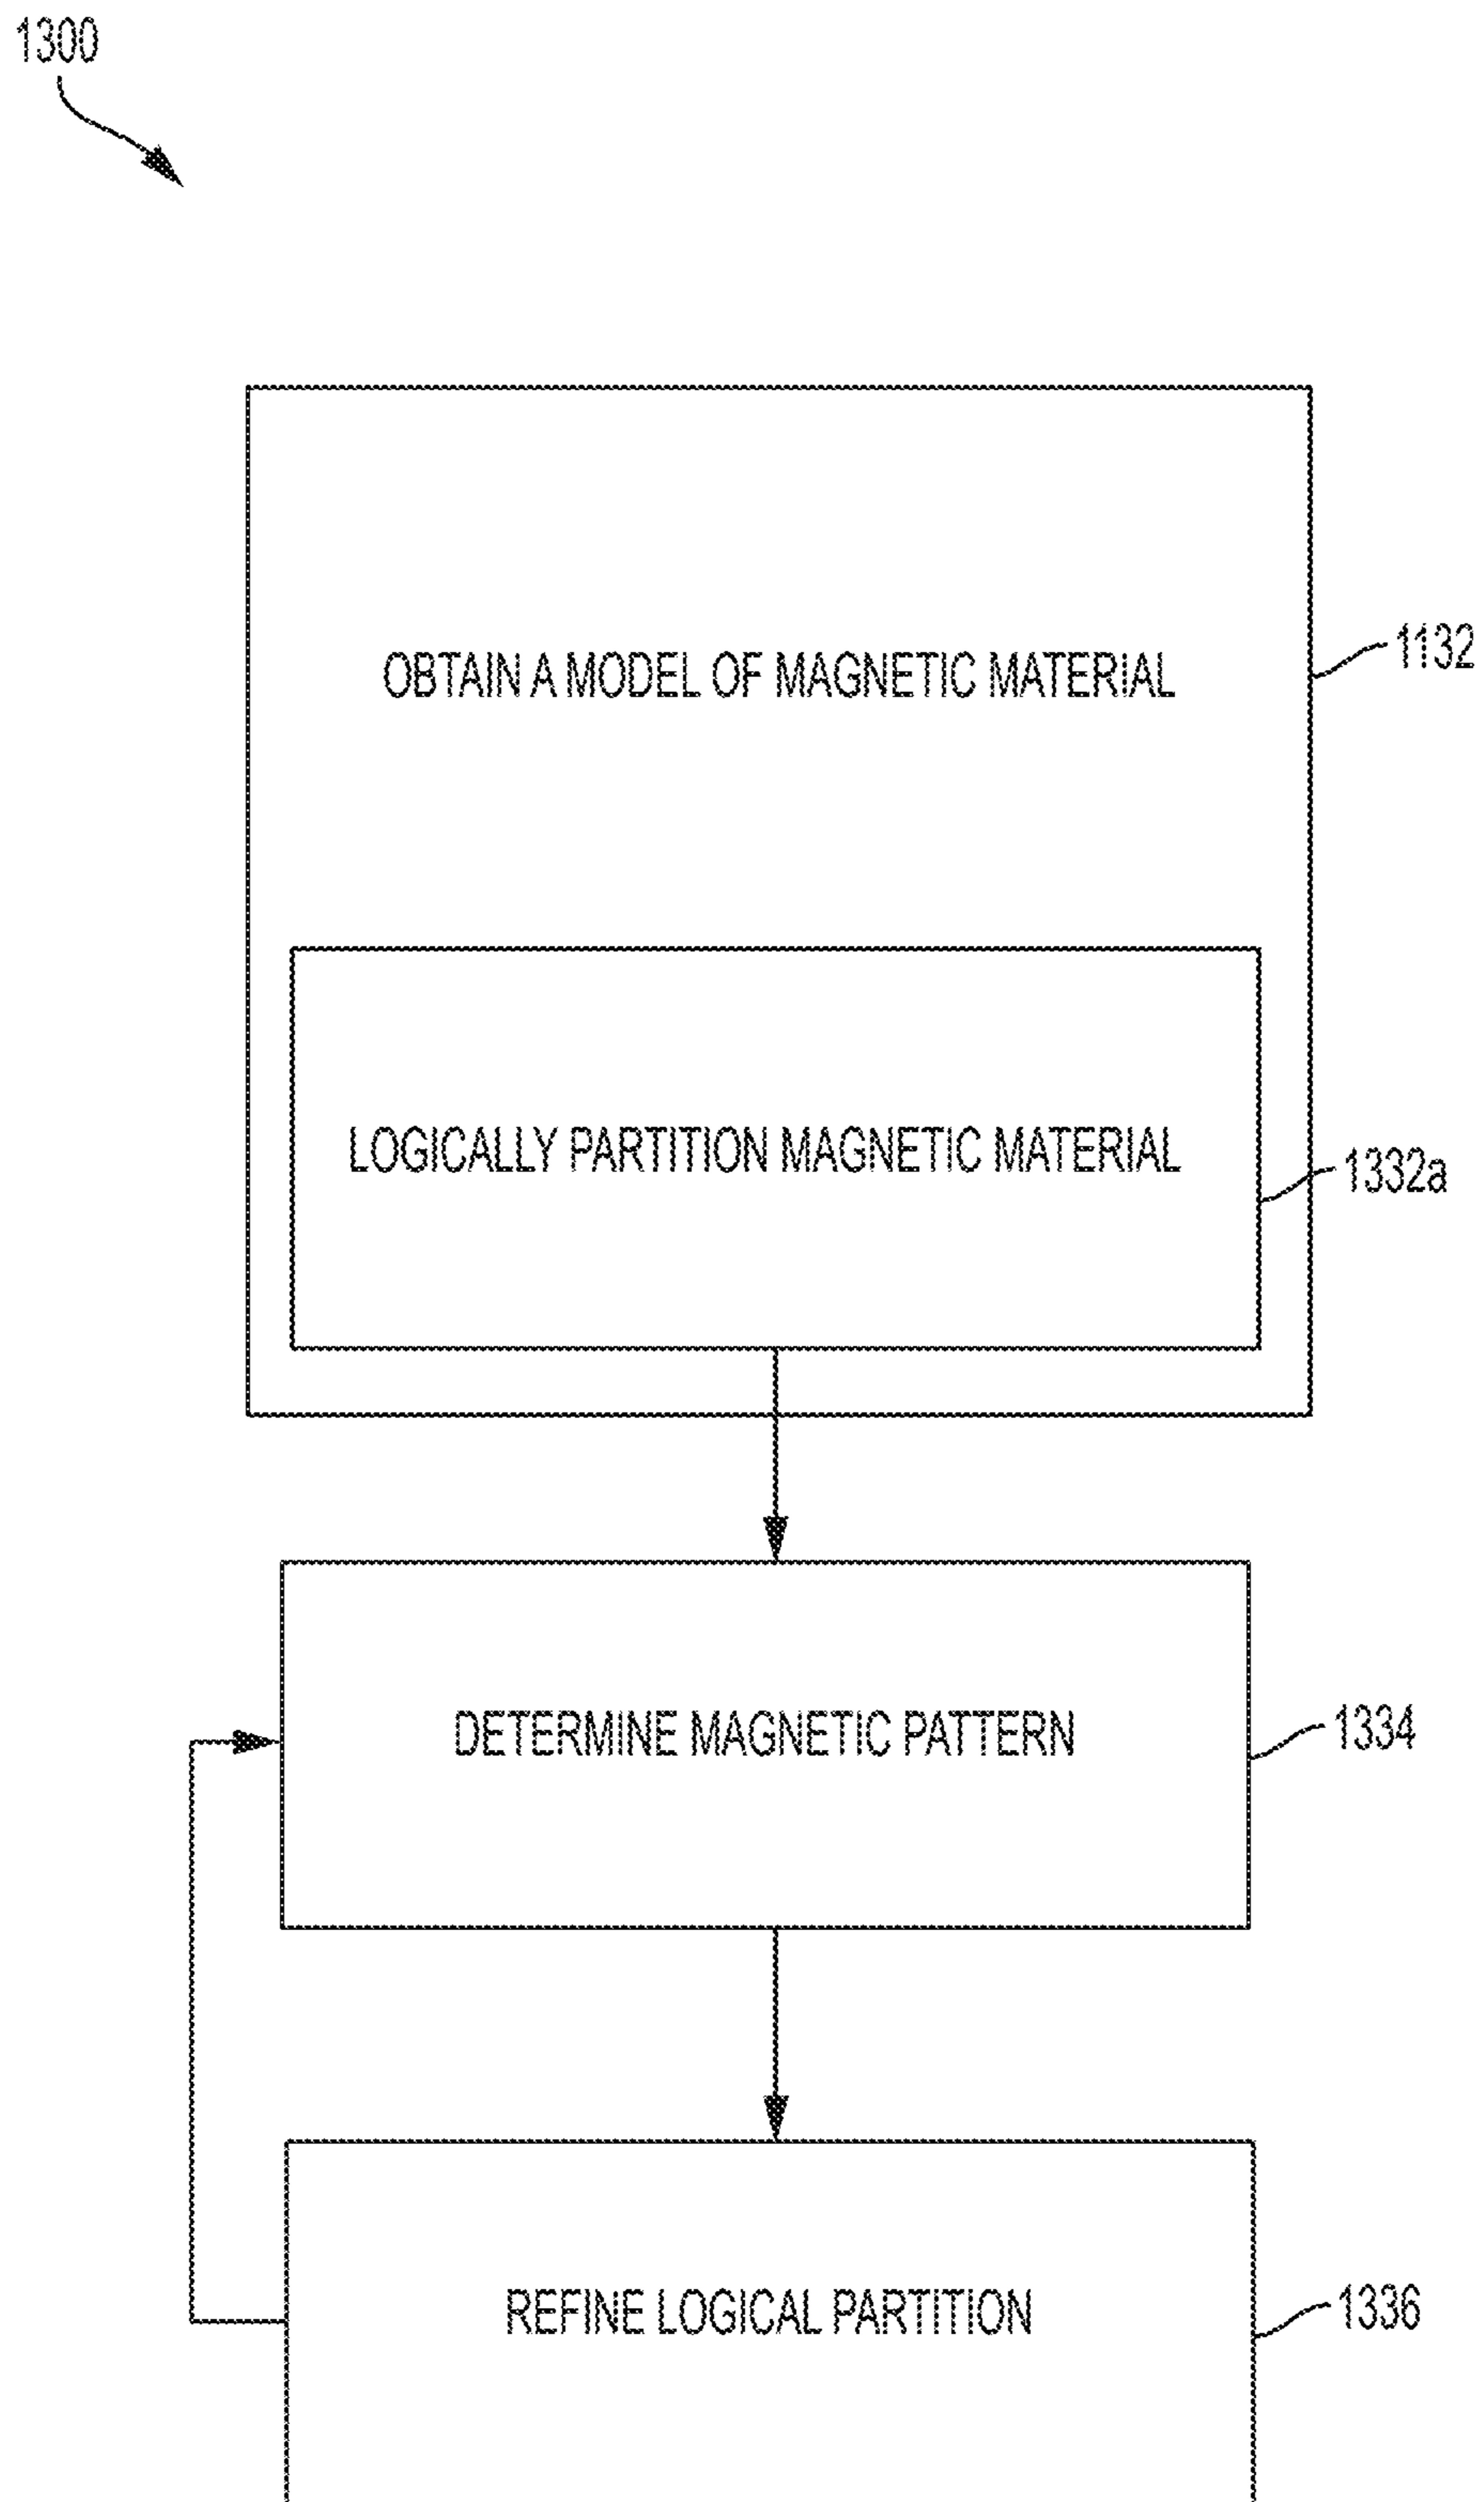 1300
OBTAIN A MODEL OF MAGNETIC MATERIAL
1132
LOGICALLY PARTITION MAGNETIC MATERIAL
1332a
DETERMINE MAGNETIC PATTERN
1334
REFINE LOGICAL PARTITION
1336